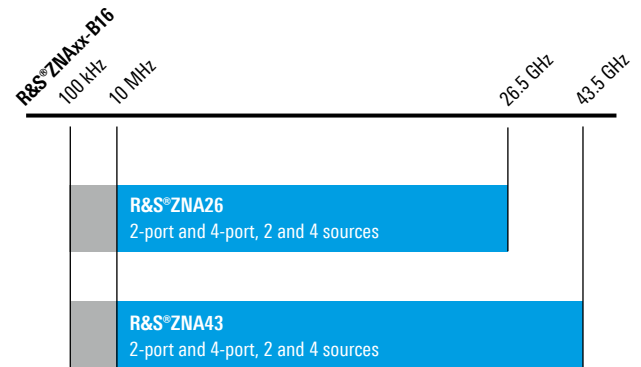 R&S®ZNAxx-B16
100 kHz
10 MHz
26.5 GHz
43.5 GHz
R&S®ZNA26
2-port and 4-port, 2 and 4 sources
R&S®ZNA43
2-port and 4-port, 2 and 4 sources